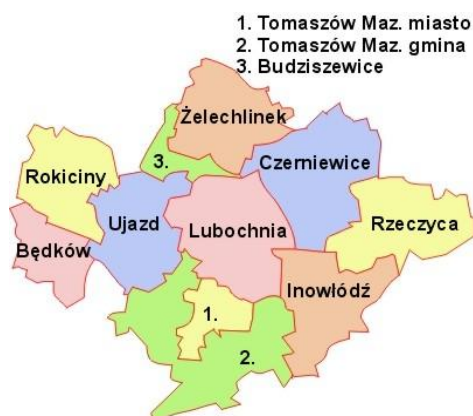 1. Tomaszów Maz. miasto
2. Tomaszów Maz. gmina
3. Budziszewice
Żelechlinek
3.
Czerniewice
Rokiciny
Ujazd
Lubochnia
Rzeczyca
Będków
Inowłódź
1.
2.